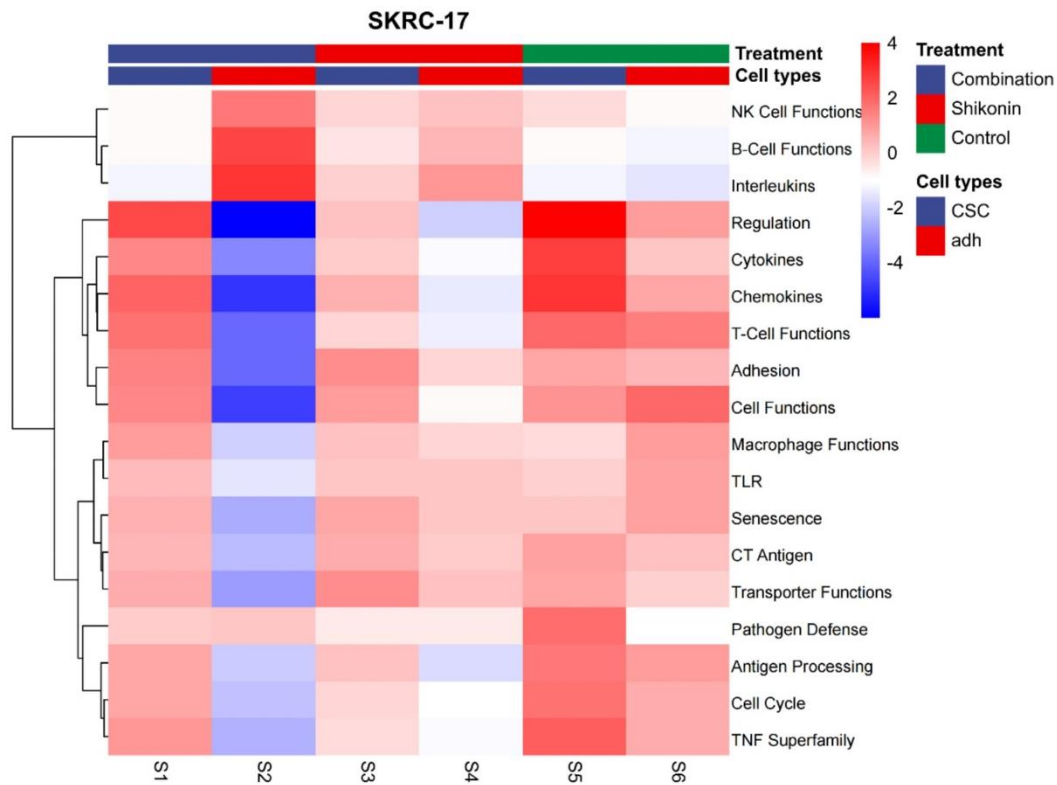 SKRC-17
Treatment
Cell types
NK Cell Functions
B-Cell Functions
Interleukins
Regulation
Cytokines
Chemokines
T-Cell Functions
Adhesion
Cell Functions
Macrophage Functions
TLR
Senescence
CT Antigen
Transporter Functions
Pathogen Defense
Antigen Processing
Cell Cycle
TNF Superfamily
S1 S2 S3 S4 S5 S6
4
2
0
-2
-4
Treatment
Combination
Shikonin
Control
Cell types
CSC
adh